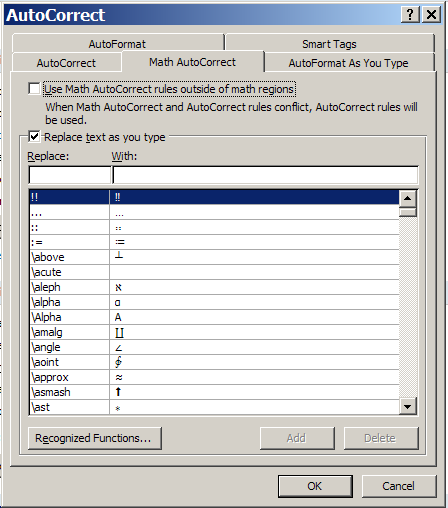 AutoCorrect
AutoFormat Smart Tags
AutoCorrect Math AutoCorrect AutoFormat As You Type
Use Math AutoCorrect rules outside of math regions
When Math AutoCorrect and AutoCorrect rules conflict, AutoCorrect rules will
be used.
Replace text as you type
Replace: With:
!! ‼
... …
:: ∷
:= ≔
\above ┴
\acute
\aleph ℵ
\alpha α
\Alpha Α
\amalg ∐
\angle ∠
\aoint ∳
\approx ≈
\asmash ⬆
\ast ∗
Recognized Functions... Add Delete
OK Cancel